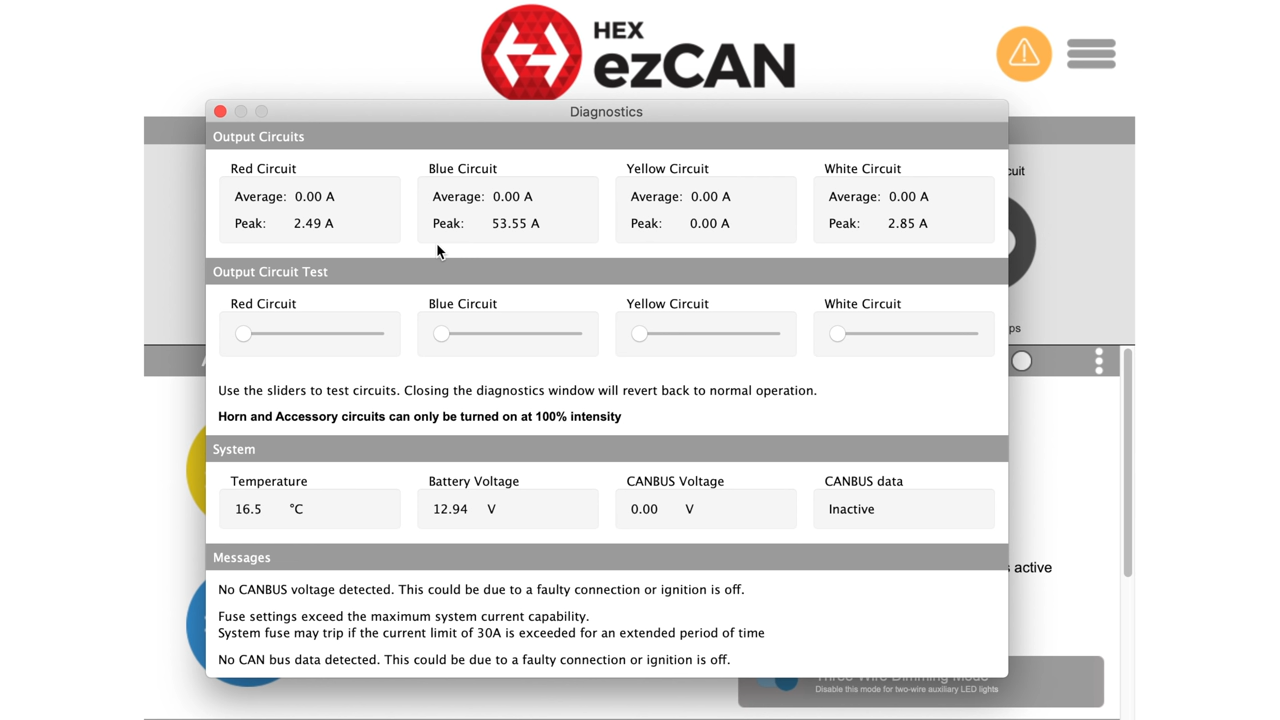 HEX
ezCAN
Diagnostics
Output Circuits
Red Circuit
Blue Circuit
Yellow Circuit
White Circuit
Average: 0.00 A
Average: 0.00 A
Average: 0.00 A
Average: 0.00 A
Peak: 2.49 A
Peak: 53.55 A
Peak: 0.00 A
Peak: 2.85 A
Output Circuit Test
Red Circuit
Blue Circuit
Yellow Circuit
White Circuit
Use the sliders to test circuits. Closing the diagnostics window will revert back to normal operation.
Horn and Accessory circuits can only be turned on at 100% intensity
System
Temperature
Battery Voltage
CANBUS Voltage
CANBUS data
16.5 °C
12.94 V
0.00 V
Inactive
Messages
No CANBUS voltage detected. This could be due to a faulty connection or ignition is off.
active
Fuse settings exceed the maximum system current capability.
System fuse may trip if the current limit of 30A is exceeded for an extended period of time
No CAN bus data detected. This could be due to a faulty connection or ignition is off.
Three Wire Dimming Mode
Disable this mode for two-wire auxiliary LED lights